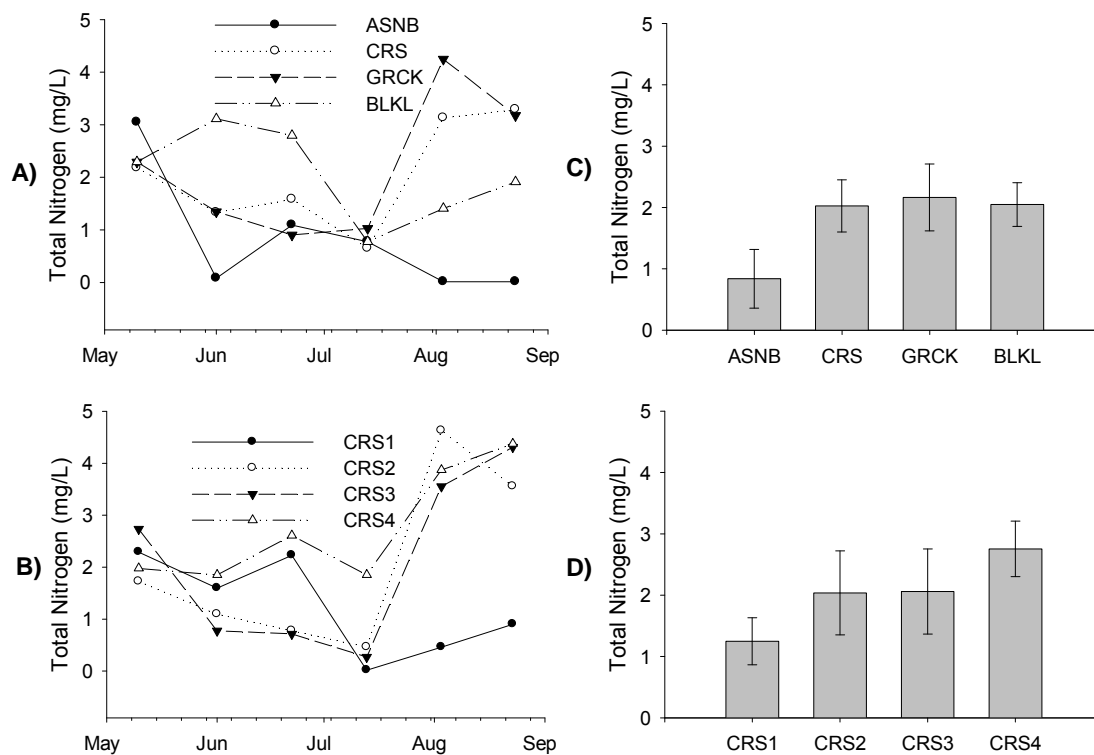 A)
Total Nitrogen (mg/L)
5
4
3
2
1
0
ASNB
CRS
GRCK
BLKL
May Jun Jul Aug Sep
C)
Total Nitrogen (mg/L)
5
4
3
2
1
0
ASNB CRS GRCK BLKL
B)
Total Nitrogen (mg/L)
5
4
3
2
1
0
CRS1
CRS2
CRS3
CRS4
May Jun Jul Aug Sep
D)
Total Nitrogen (mg/L)
5
4
3
2
1
0
CRS1 CRS2 CRS3 CRS4